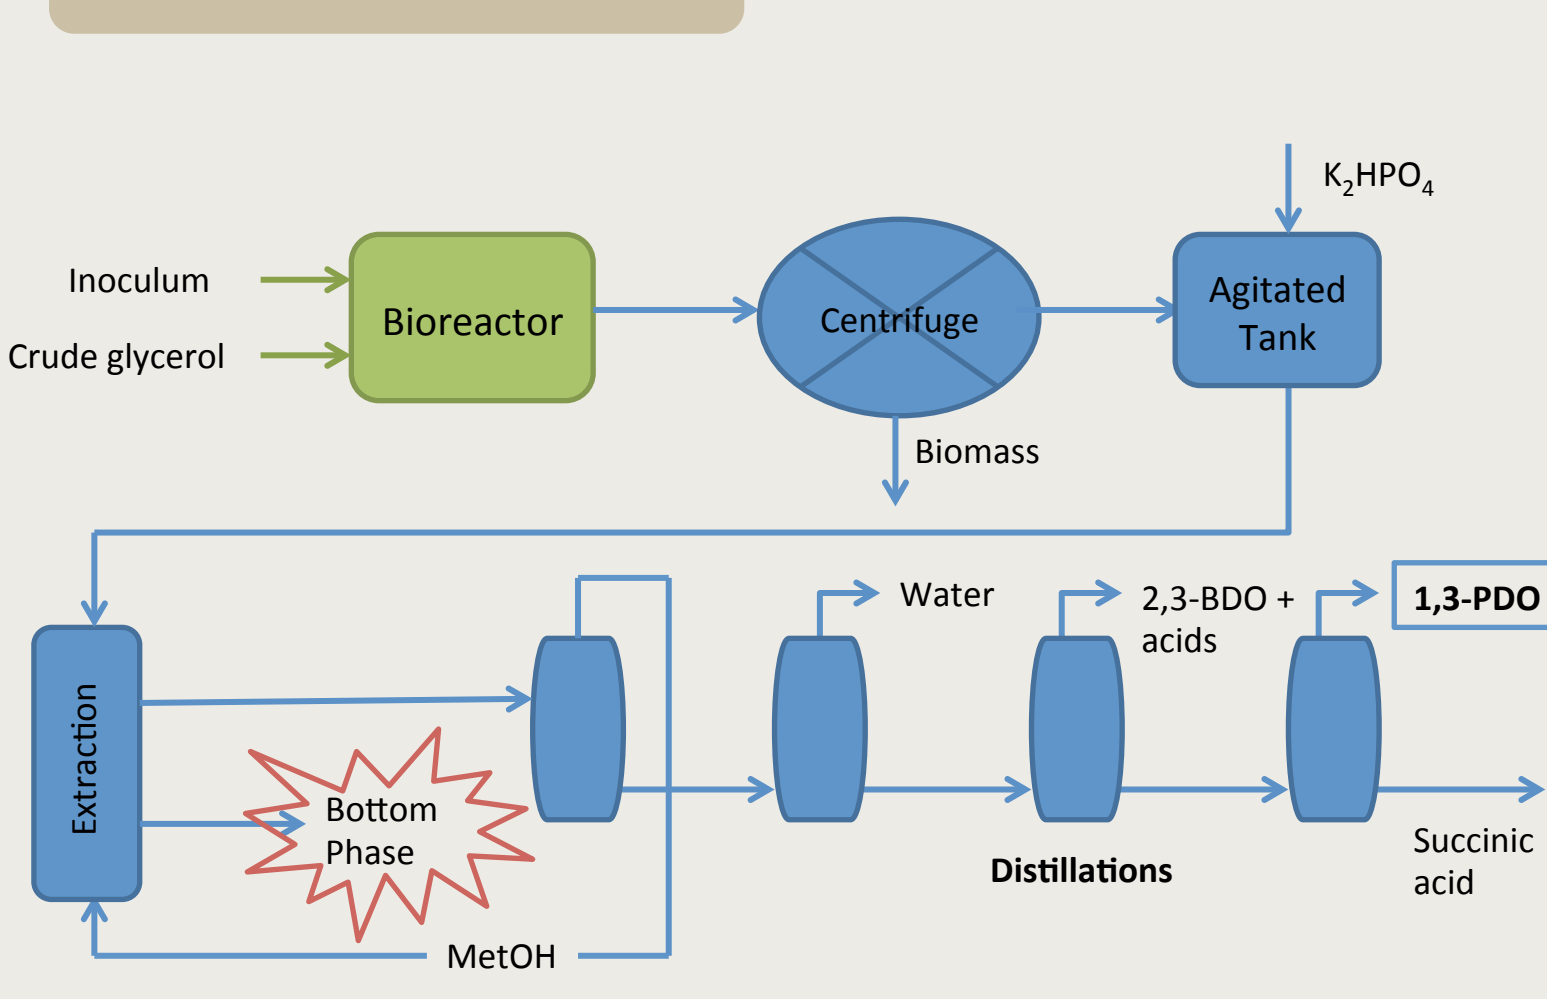 K₂HPO₄
Inoculum
Crude glycerol
Bioreactor
Centrifuge
Agitated
Tank
Biomass
Water
2,3-BDO +
acids
1,3-PDO
Extraction
Bottom
Phase
Distillations
Succinic
acid
MetOH